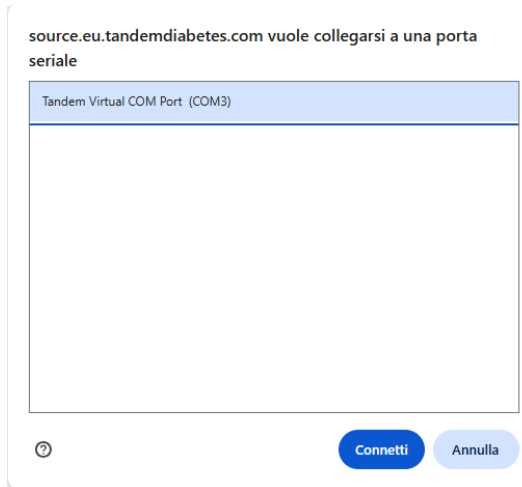 source.eu.tandemdiabetes.com vuole collegarsi a una porta
seriale
Tandem Virtual COM Port (COM3)
Connetti
Annulla